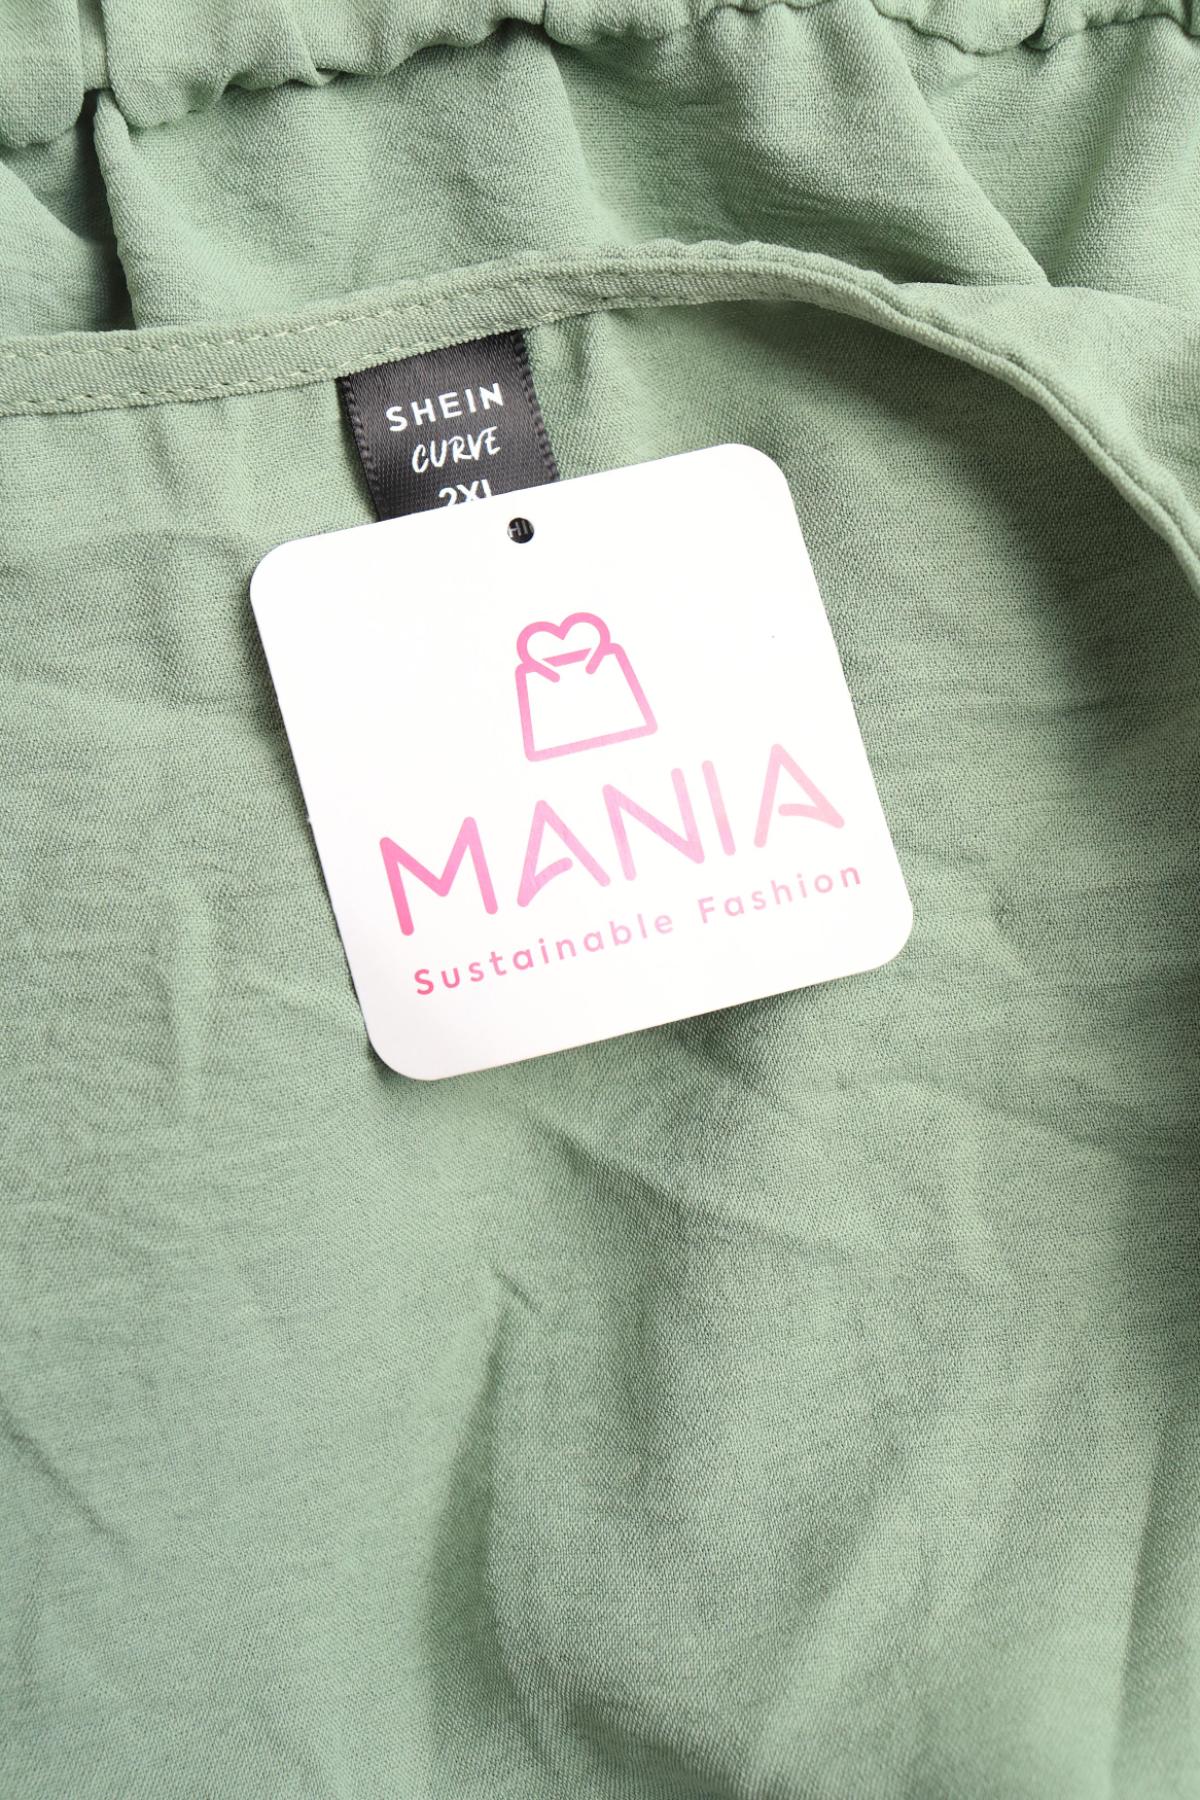 SHEIN
CURVE
2XL
MANIA
Sustainable Fashion